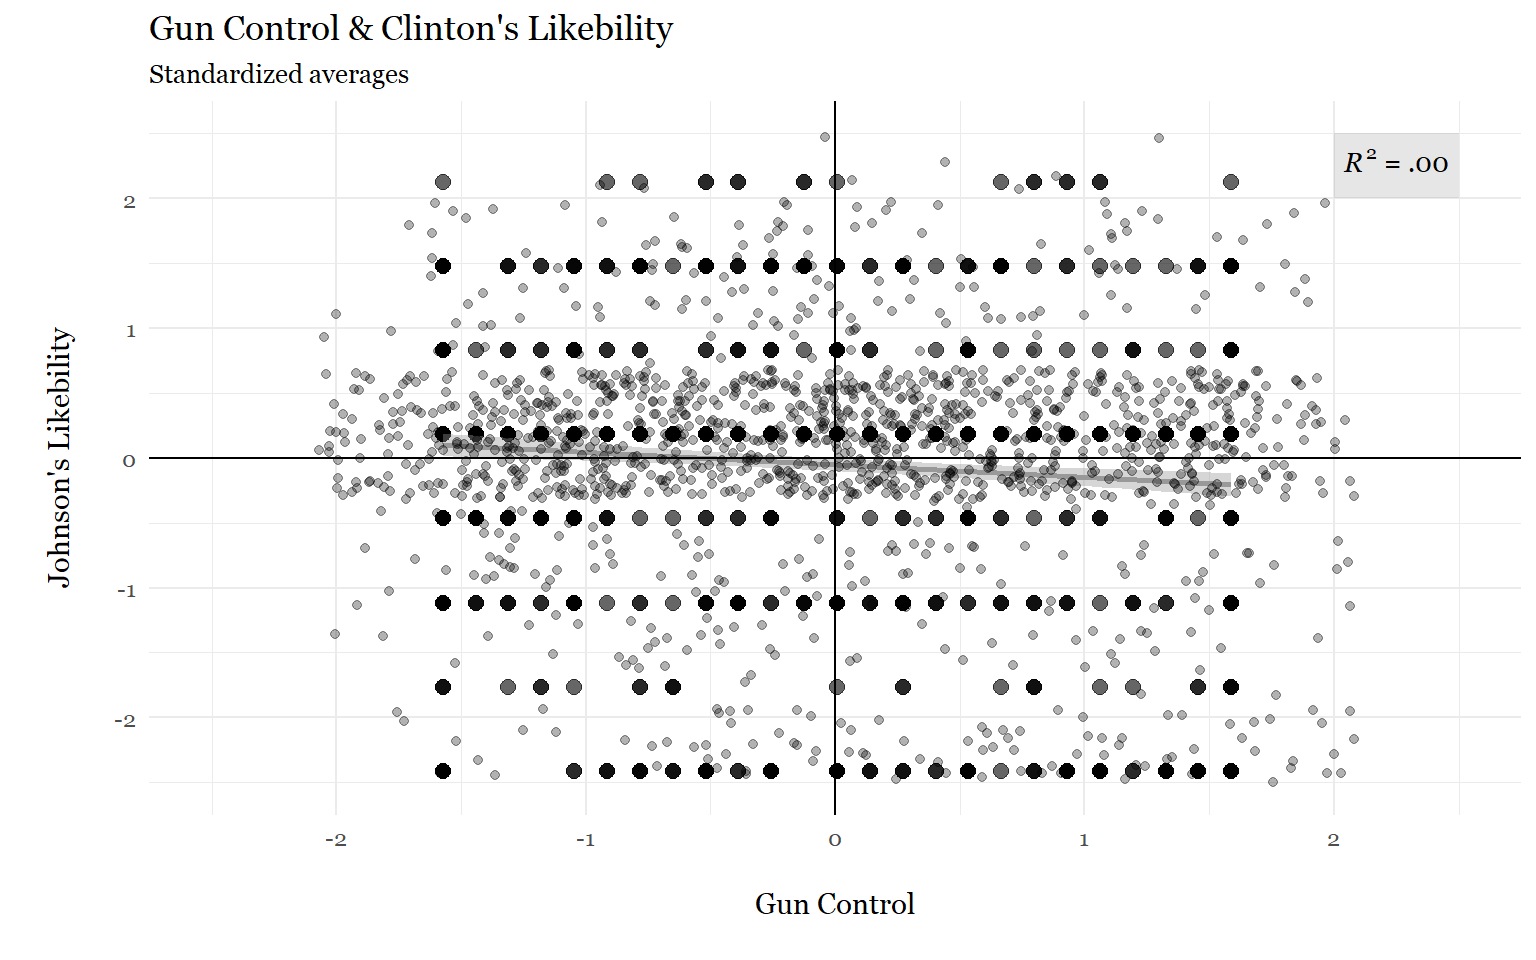 Gun Control & Clinton's Likebility
Standardized averages
R² = .00
Johnson's Likebility
2
1
0
-1
-2
-2
-1
0
1
2
Gun Control